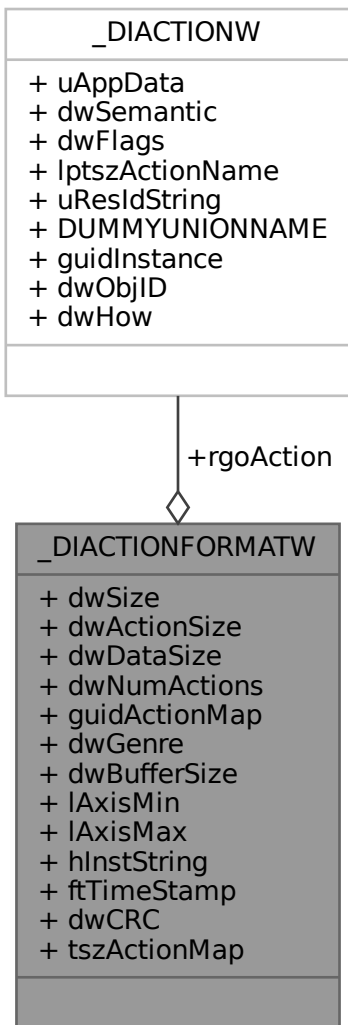 _DIACTIONW
+ uAppData
+ dwSemantic
+ dwFlags
+ lptszActionName
+ uResIdString
+ DUMMYUNIONNAME
+ guidInstance
+ dwObjID
+ dwHow
+rgoAction
_DIACTIONFORMATW
+ dwSize
+ dwActionSize
+ dwDataSize
+ dwNumActions
+ guidActionMap
+ dwGenre
+ dwBufferSize
+ lAxisMin
+ lAxisMax
+ hInstString
+ ftTimeStamp
+ dwCRC
+ tszActionMap